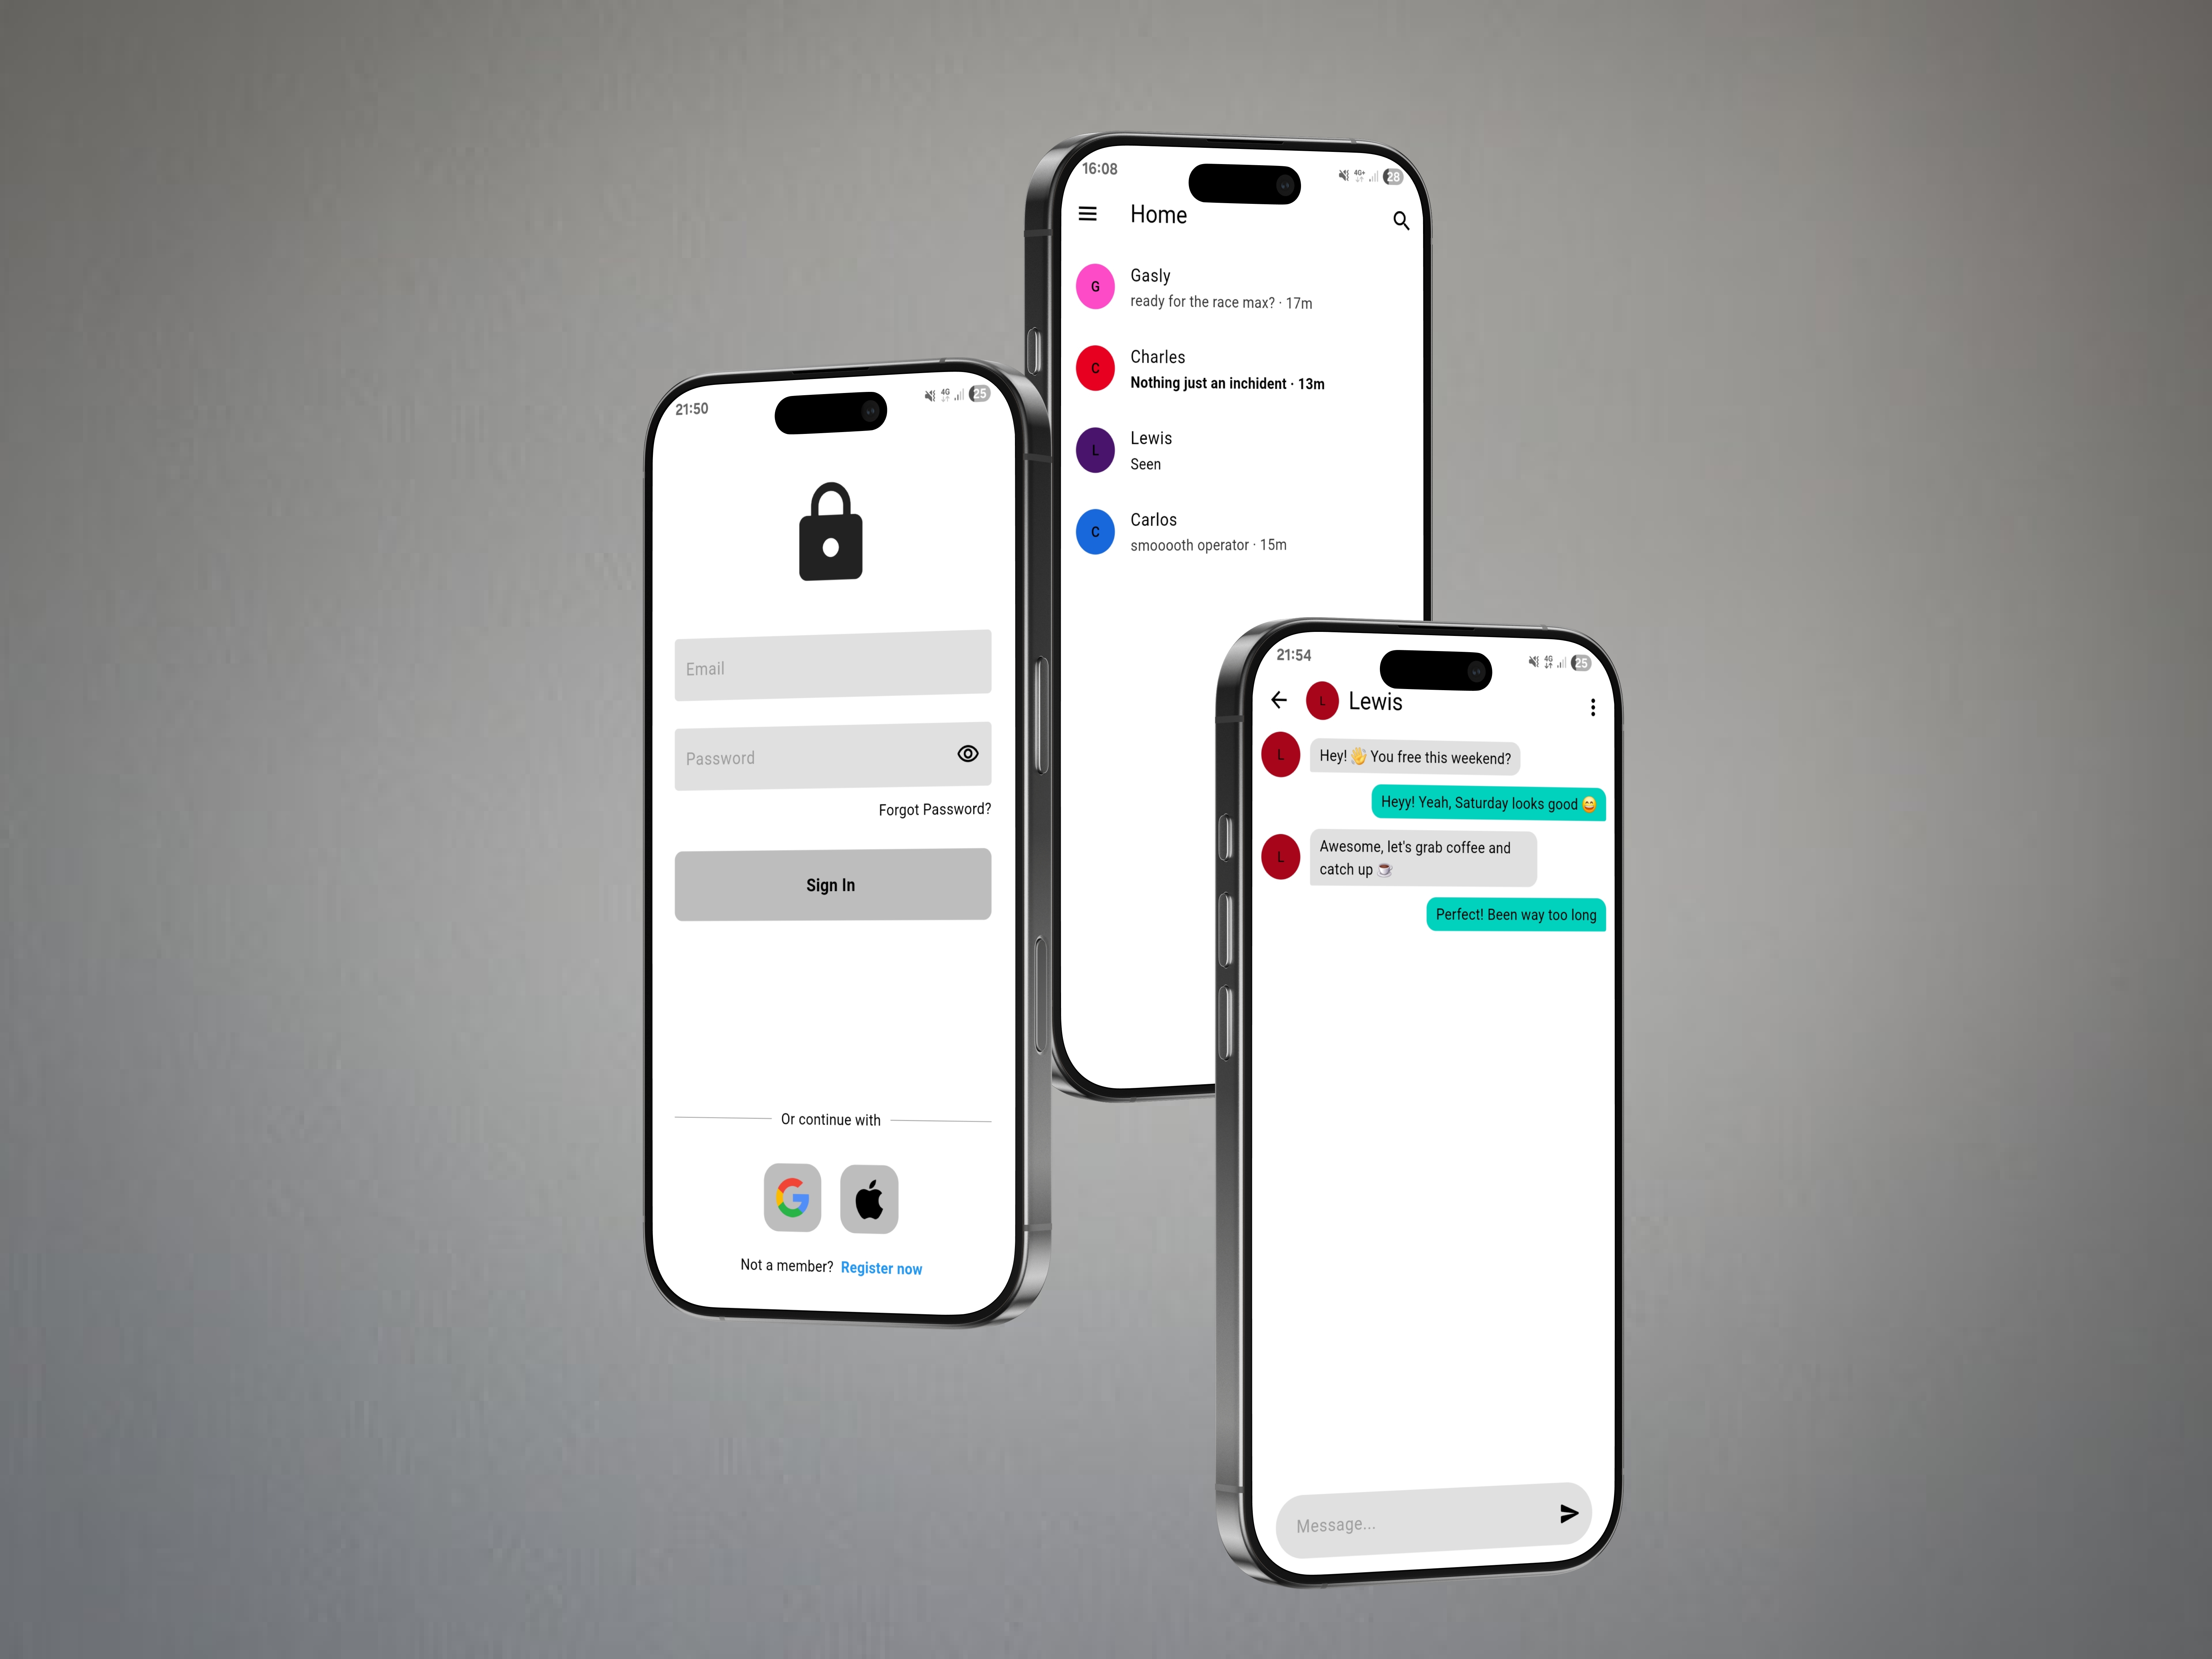 21:50
4G
25
Email
Password
Forgot Password?
Sign In
Or continue with
Not a member? Register now
16:08
4G+
28
Home
G
Gasly
ready for the race max? · 17m
C
Charles
Nothing just an inchident · 13m
L
Lewis
Seen
C
Carlos
smooooth operator · 15m
21:54
4G
25
L
Lewis
L
Hey! 👋 You free this weekend?
Heyy! Yeah, Saturday looks good 😄
L
Awesome, let's grab coffee and
catch up ☕
Perfect! Been way too long
Message...